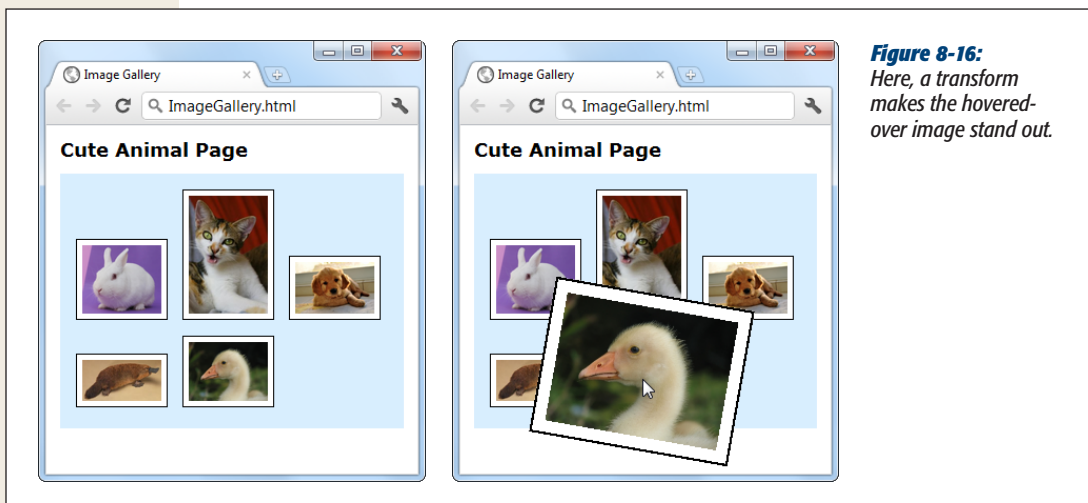 Image Gallery
ImageGallery.html
Cute Animal Page
Image Gallery
ImageGallery.html
Cute Animal Page
Figure 8-16:
Here, a transform
makes the hovered-
over image stand out.